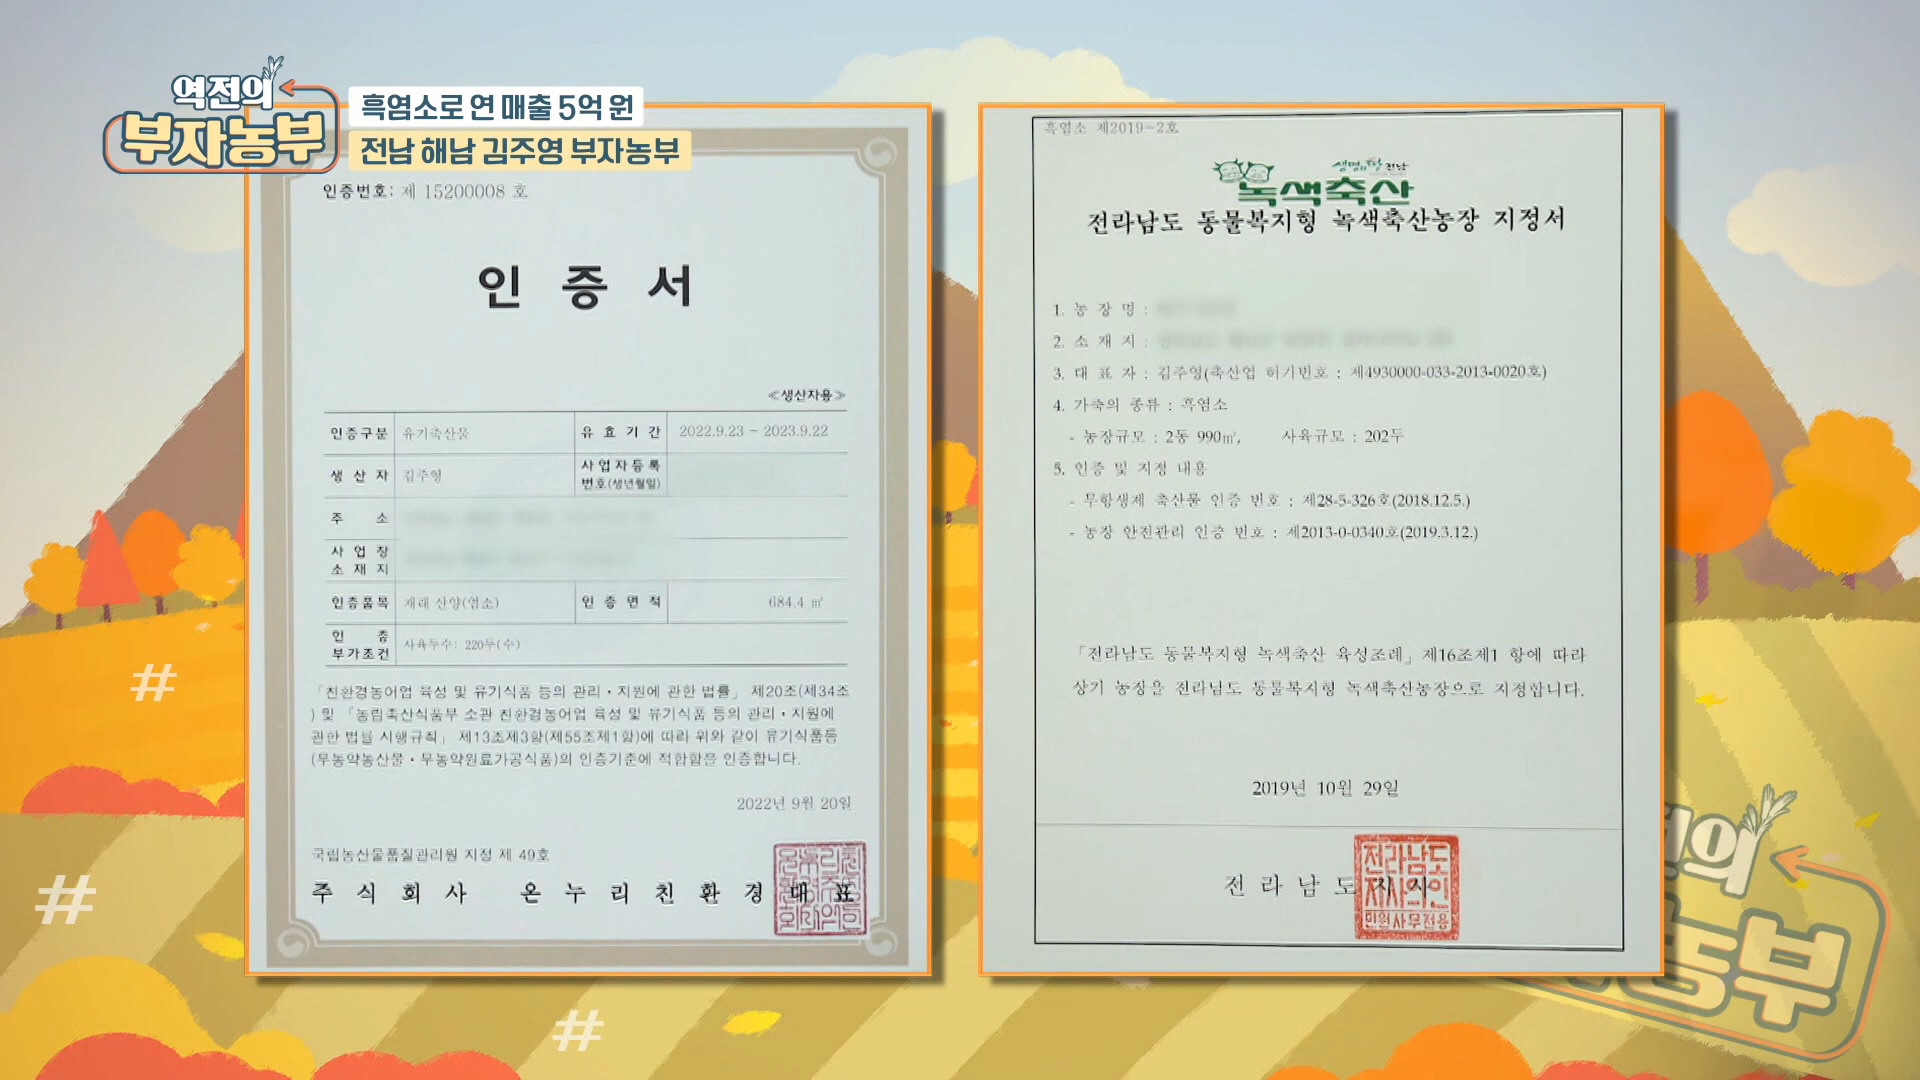 역전의
부자농부
흑염소로 연 매출 5억 원
전남 해남 김주영 부자농부
인증번호: 제 15200008 호
인 증 서
≪생산자용≫
인증구분 유기축산물 유 효 기 간 2022.9.23 ~ 2023.9.22
생 산 자 김주영 사업자등록
번호(생년월일)
주 소
사 업 장
소 재 지
인증품목 재래 산양(염소) 인 증 면 적 684.4 ㎡
인 증
부가조건 사육두수: 220두(수)
「친환경농어업 육성 및 유기식품 등의 관리・지원에 관한 법률」 제20조(제34조
) 및 「농림축산식품부 소관 친환경농어업 육성 및 유기식품 등의 관리・지원에
관한 법률 시행규칙」 제13조제3항(제55조제1항)에 따라 위와 같이 유기식품등
(무농약농산물・무농약원료가공식품)의 인증기준에 적합함을 인증합니다.
2022년 9월 20일
국립농산물품질관리원 지정 제 49호
주 식 회 사 온 누 리 친 환 경 대 표
흑염소 제2019-2호
생명의 땅 전남
녹색축산
전라남도 동물복지형 녹색축산농장 지정서
1. 농 장 명 :
2. 소 재 지 :
3. 대 표 자 : 김주영(축산업 허가번호 : 제4930000-033-2013-0020호)
4. 가축의 종류 : 흑염소
- 농장규모 : 2동 990㎡, 사육규모 : 202두
5. 인증 및 지정 내용
- 무항생제 축산물 인증 번호 : 제28-5-326호(2018.12.5.)
- 농장 안전관리 인증 번호 : 제2013-0-0340호(2019.3.12.)
「전라남도 동물복지형 녹색축산 육성조례」제16조제1 항에 따라
상기 농장을 전라남도 동물복지형 녹색축산농장으로 지정합니다.
2019년 10월 29일
전 라 남 도 지 사
전라남도
지사의인
민원사무전용
전의
농부
#
#
#